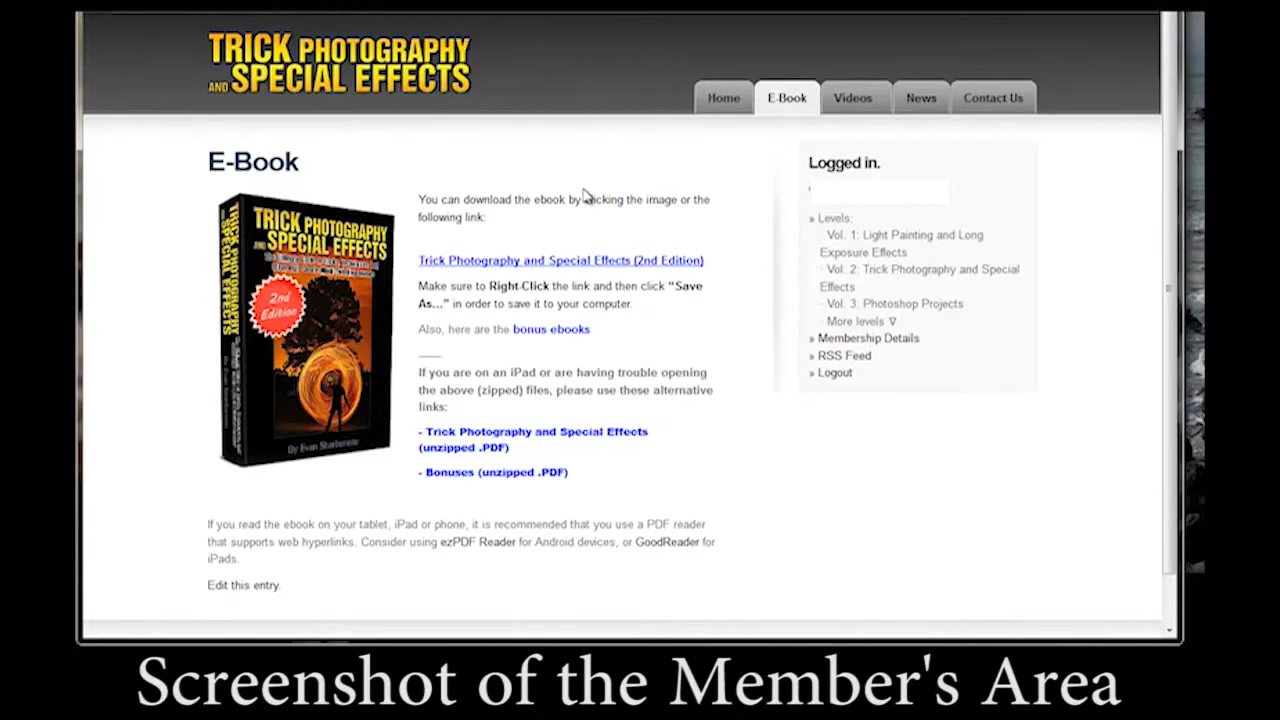 TRICK PHOTOGRAPHY
AND SPECIAL EFFECTS
Home
E-Book
Videos
News
Contact Us
E-Book
TRICK PHOTOGRAPHY
AND SPECIAL EFFECTS
2nd
Edition
TRICK PHOTOGRAPHY
AND SPECIAL EFFECTS
You can download the ebook by clicking the image or the
following link:
Trick Photography and Special Effects (2nd Edition)
Make sure to Right-Click the link and then click "Save
As..." in order to save it to your computer.
Also, here are the bonus ebooks
If you are on an iPad or are having trouble opening
the above (zipped) files, please use these alternative
links:
- Trick Photography and Special Effects
(unzipped .PDF)
- Bonuses (unzipped .PDF)
If you read the ebook on your tablet, iPad or phone, it is recommended that you use a PDF reader
that supports web hyperlinks. Consider using ezPDF Reader for Android devices, or GoodReader for
iPads.
Edit this entry.
Logged in.
» Levels:
· Vol. 1: Light Painting and Long
Exposure Effects
· Vol. 2: Trick Photography and Special
Effects
· Vol. 3: Photoshop Projects
· More levels ∇
» Membership Details
» RSS Feed
» Logout
Screenshot of the Member's Area